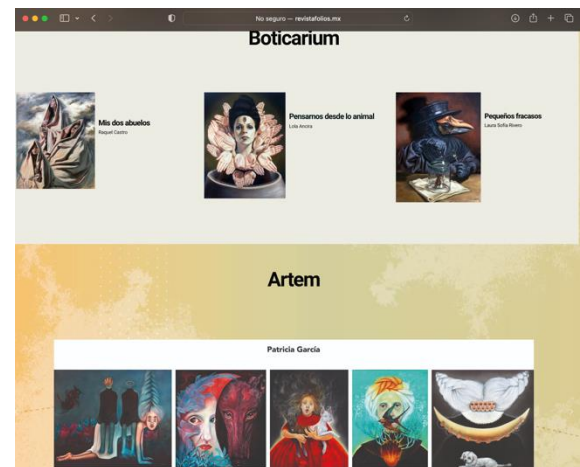 No seguro — revistafolios.mx
Boticarium
Mis dos abuelos
Raquel Castro
Pensarnos desde lo animal
Lola Ancira
Pequeños fracasos
Laura Sofía Rivero
Artem
Patricia García